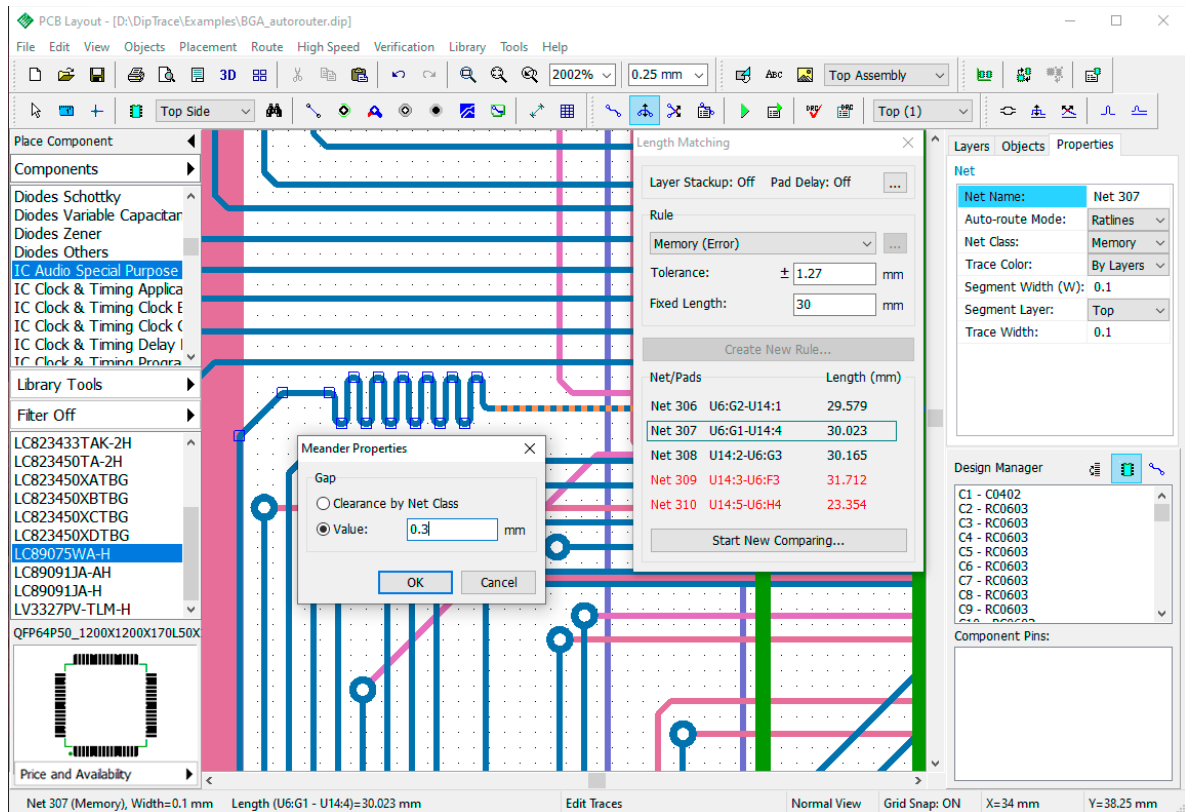 PCB Layout - [D:\DipTrace\Examples\BGA_autorouter.dip]
File Edit View Objects Placement Route High Speed Verification Library Tools Help
3D 2002% 0.25 mm ABC Top Assembly
Top Side Top (1)
Place Component
Components
Diodes Schottky
Diodes Variable Capacitan
Diodes Zener
Diodes Others
IC Audio Special Purpose
IC Clock & Timing Applica
IC Clock & Timing Clock
IC Clock & Timing Clock
IC Clock & Timing Delay
IC Clock & Timing Progra
Library Tools
Filter Off
LC823433TAK-2H
LC823450TA-2H
LC823450XATBG
LC823450XBTBG
LC823450XCTBG
LC823450XDTBG
LC89075WA-H
LC89091JA-AH
LC89091JA-H
LV3327PV-TLM-H
QFP64P50_1200X1200X170L50X
Price and Availability
Meander Properties
Gap
Clearance by Net Class
Value: 0.3 mm
OK Cancel
Length Matching
Layer Stackup: Off Pad Delay: Off ...
Rule
Memory (Error) ...
Tolerance: ± 1.27 mm
Fixed Length: 30 mm
Create New Rule...
Net/Pads Length (mm)
Net 306 U6:G2-U14:1 29.579
Net 307 U6:G1-U14:4 30.023
Net 308 U14:2-U6:G3 30.165
Net 309 U14:3-U6:F3 31.712
Net 310 U14:5-U6:H4 23.354
Start New Comparing...
Layers Objects Properties
Net
Net Name: Net 307
Auto-route Mode: Ratlines
Net Class: Memory
Trace Color: By Layers
Segment Width (W): 0.1
Segment Layer: Top
Trace Width: 0.1
Design Manager
C1 - C0402
C2 - RC0603
C3 - RC0603
C4 - RC0603
C5 - RC0603
C6 - RC0603
C7 - RC0603
C8 - RC0603
C9 - RC0603
C10 - RC0603
Component Pins:
Net 307 (Memory), Width=0.1 mm Length (U6:G1 - U14:4)=30.023 mm Edit Traces Normal View Grid Snap: ON X=34 mm Y=38.25 mm